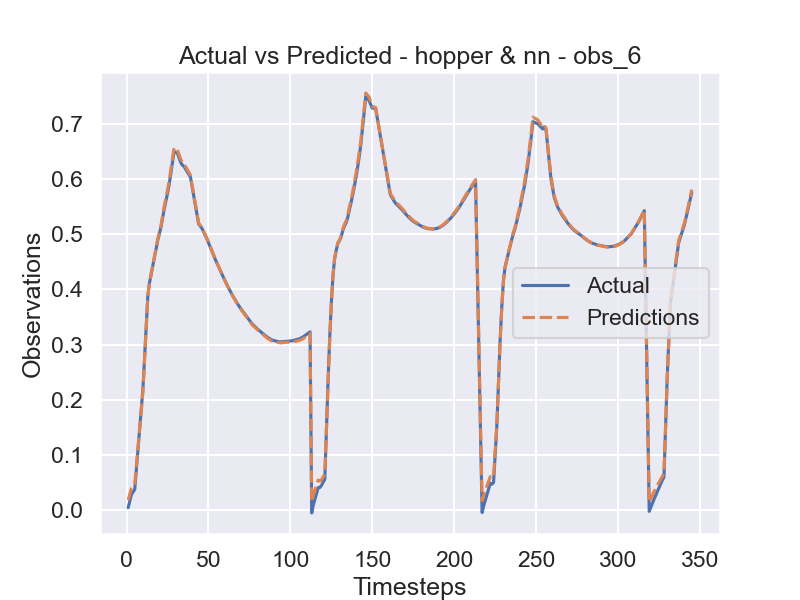 Actual vs Predicted - hopper & nn - obs_6
Observations
0.7
0.6
0.5
0.4
0.3
0.2
0.1
0.0
Actual
Predictions
0 50 100 150 200 250 300 350
Timesteps